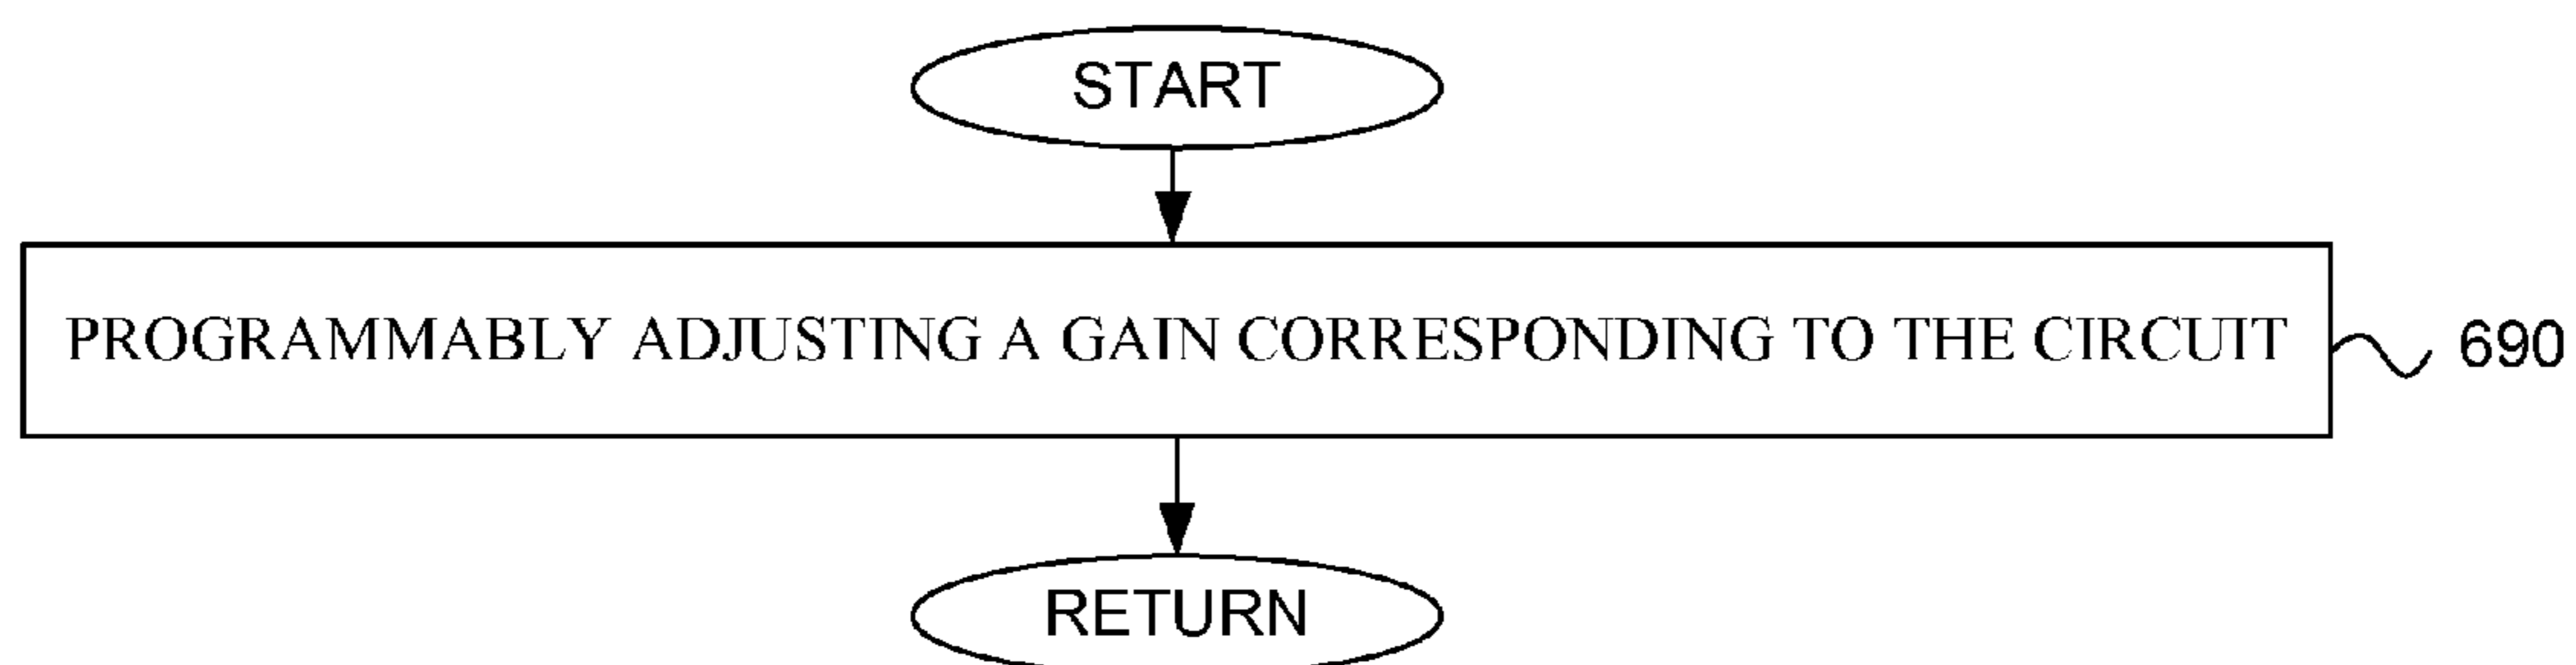 START
PROGRAMMABLY ADJUSTING A GAIN CORRESPONDING TO THE CIRCUIT
690
RETURN